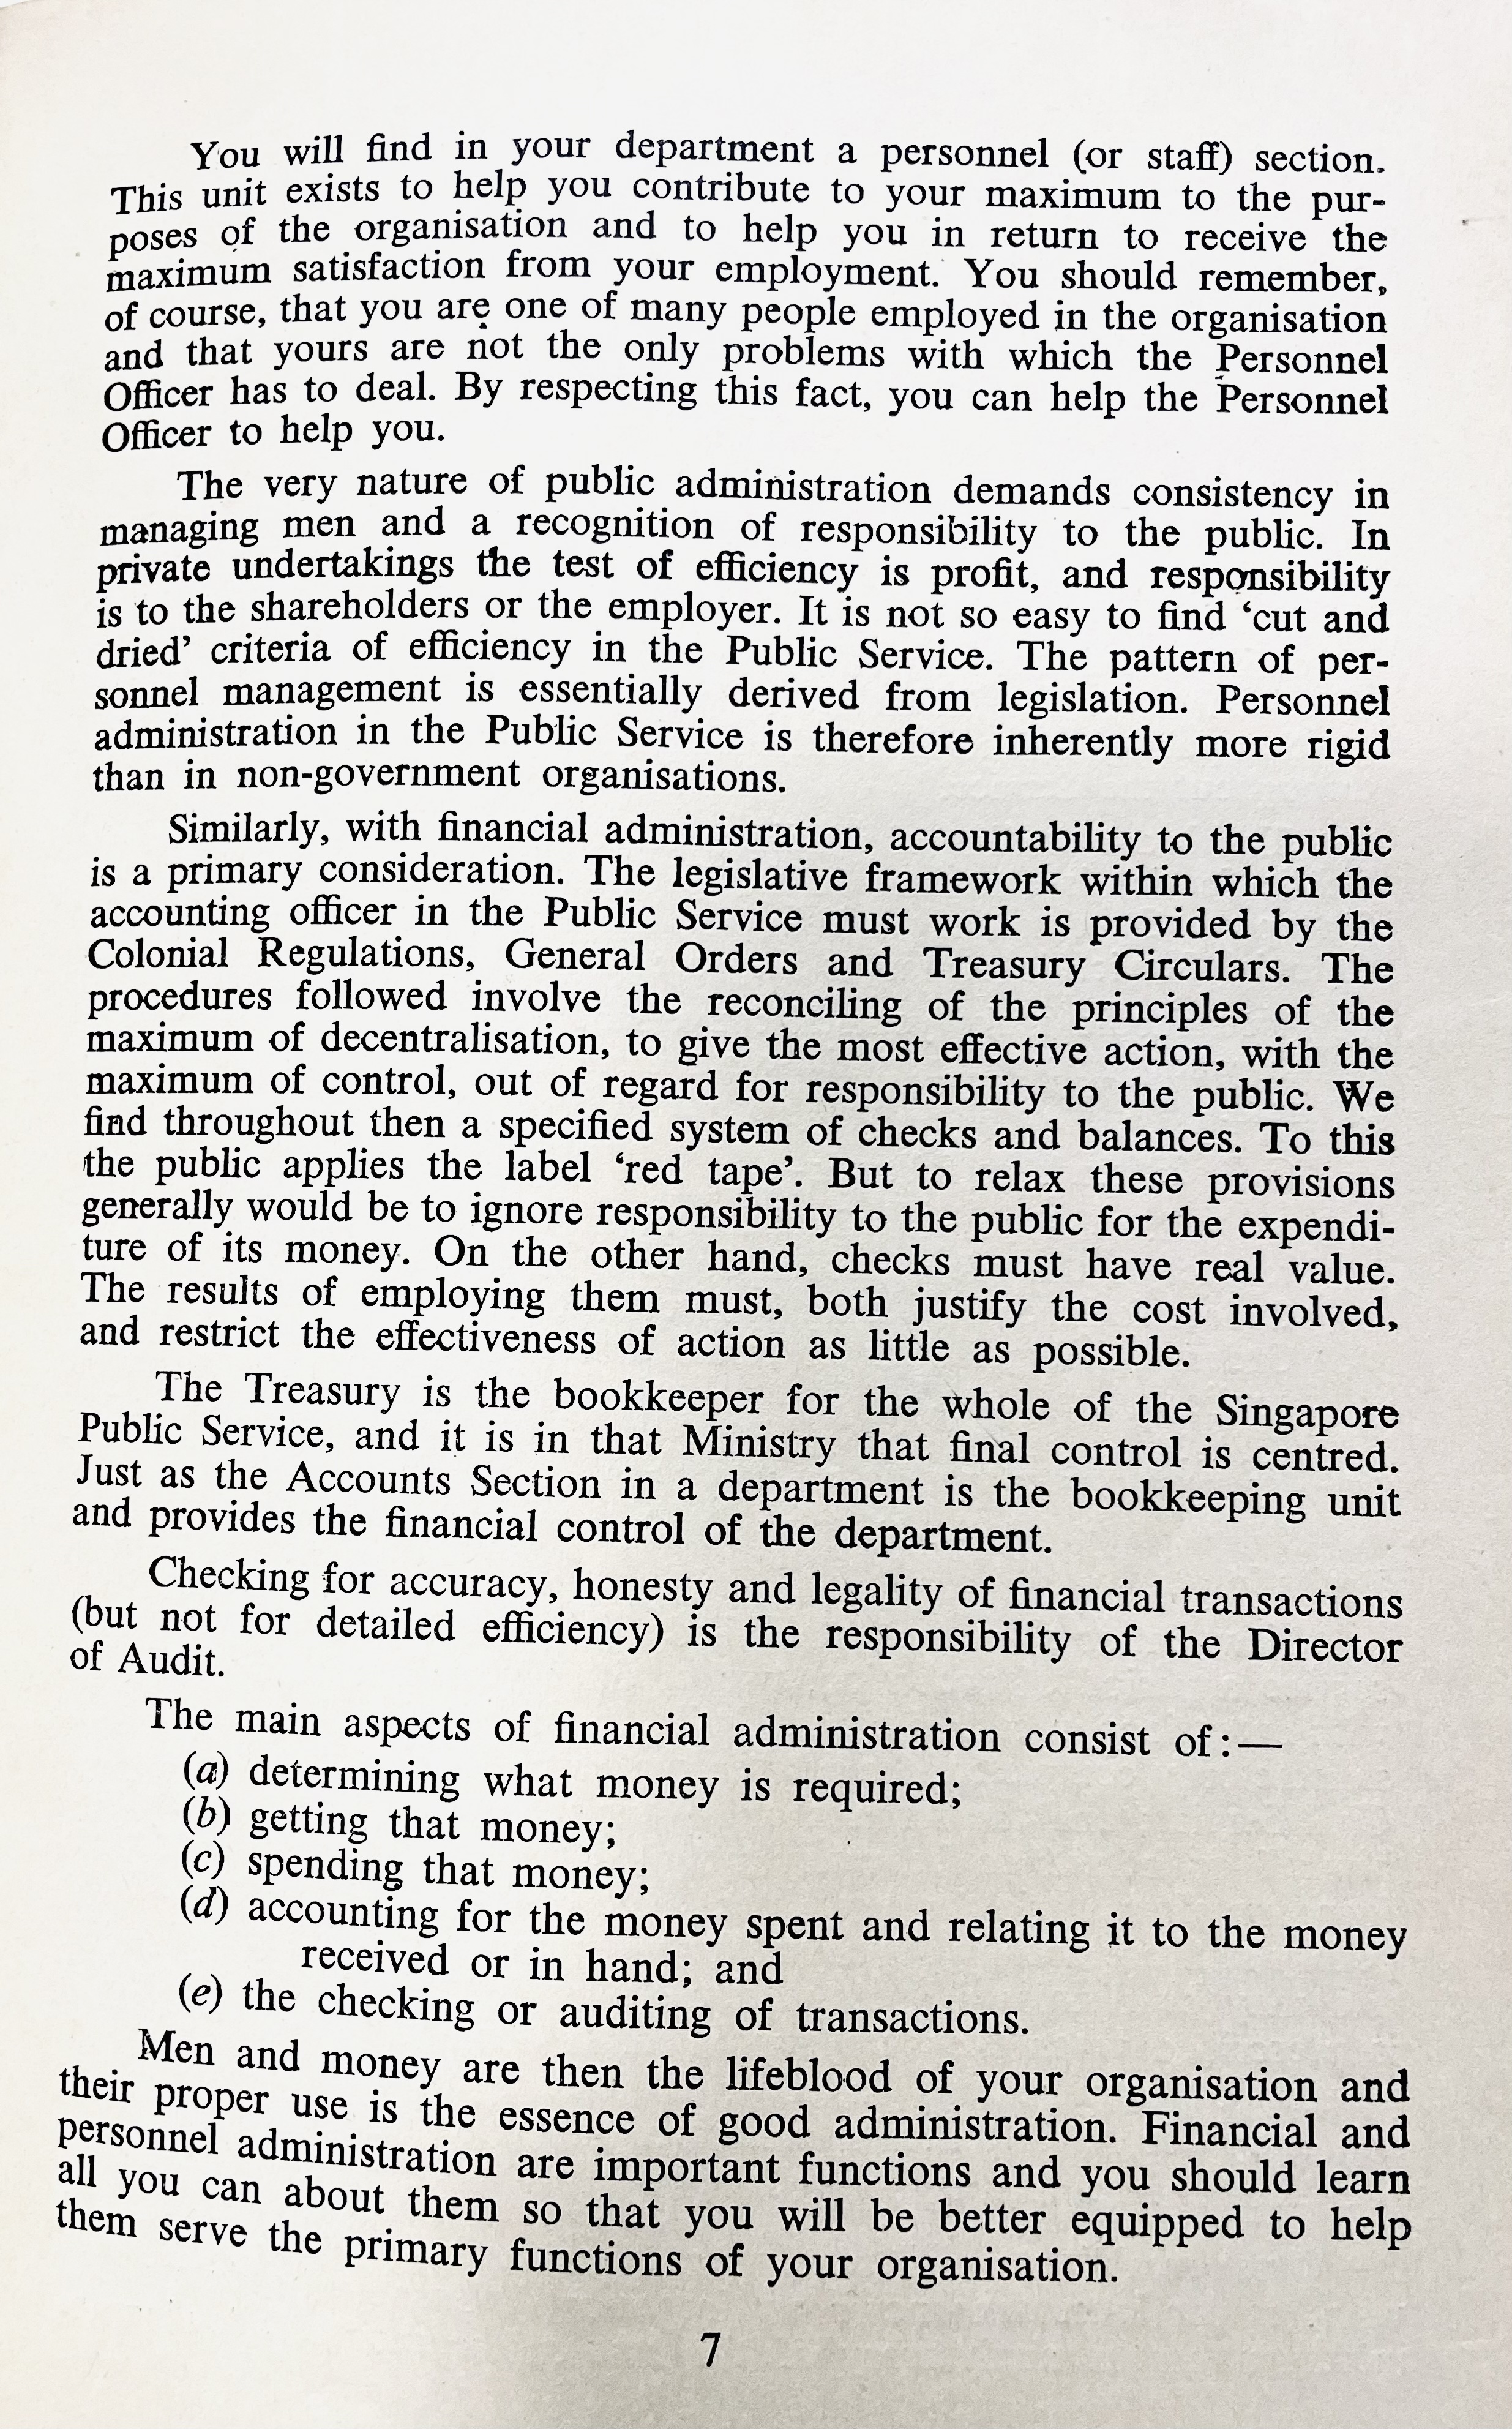 You will find in your department a personnel (or staff) section.
This unit exists to help you contribute to your maximum to the pur-
poses of the organisation and to help you in return to receive the
maximum satisfaction from your employment. You should remember,
of course, that you are one of many people employed in the organisation
and that yours are not the only problems with which the Personnel
Officer has to deal. By respecting this fact, you can help the Personnel
Officer to help you.
The very nature of public administration demands consistency in
managing men and a recognition of responsibility to the public. In
private undertakings the test of efficiency is profit, and responsibility
is to the shareholders or the employer. It is not so easy to find ‘cut and
dried’ criteria of efficiency in the Public Service. The pattern of per-
sonnel management is essentially derived from legislation. Personnel
administration in the Public Service is therefore inherently more rigid
than in non-government organisations.
Similarly, with financial administration, accountability to the public
is a primary consideration. The legislative framework within which the
accounting officer in the Public Service must work is provided by the
Colonial Regulations, General Orders and Treasury Circulars. The
procedures followed involve the reconciling of the principles of the
maximum of decentralisation, to give the most effective action, with the
maximum of control, out of regard for responsibility to the public. We
find throughout then a specified system of checks and balances. To this
the public applies the label ‘red tape’. But to relax these provisions
generally would be to ignore responsibility to the public for the expendi-
ture of its money. On the other hand, checks must have real value.
The results of employing them must, both justify the cost involved,
and restrict the effectiveness of action as little as possible.
The Treasury is the bookkeeper for the whole of the Singapore
Public Service, and it is in that Ministry that final control is centred.
Just as the Accounts Section in a department is the bookkeeping unit
and provides the financial control of the department.
Checking for accuracy, honesty and legality of financial transactions
(but not for detailed efficiency) is the responsibility of the Director
of Audit.
The main aspects of financial administration consist of:—
(a) determining what money is required;
(b) getting that money;
(c) spending that money;
(d) accounting for the money spent and relating it to the money
received or in hand; and
(e) the checking or auditing of transactions.
Men and money are then the lifeblood of your organisation and
their proper use is the essence of good administration. Financial and
personnel administration are important functions and you should learn
all you can about them so that you will be better equipped to help
them serve the primary functions of your organisation.
7